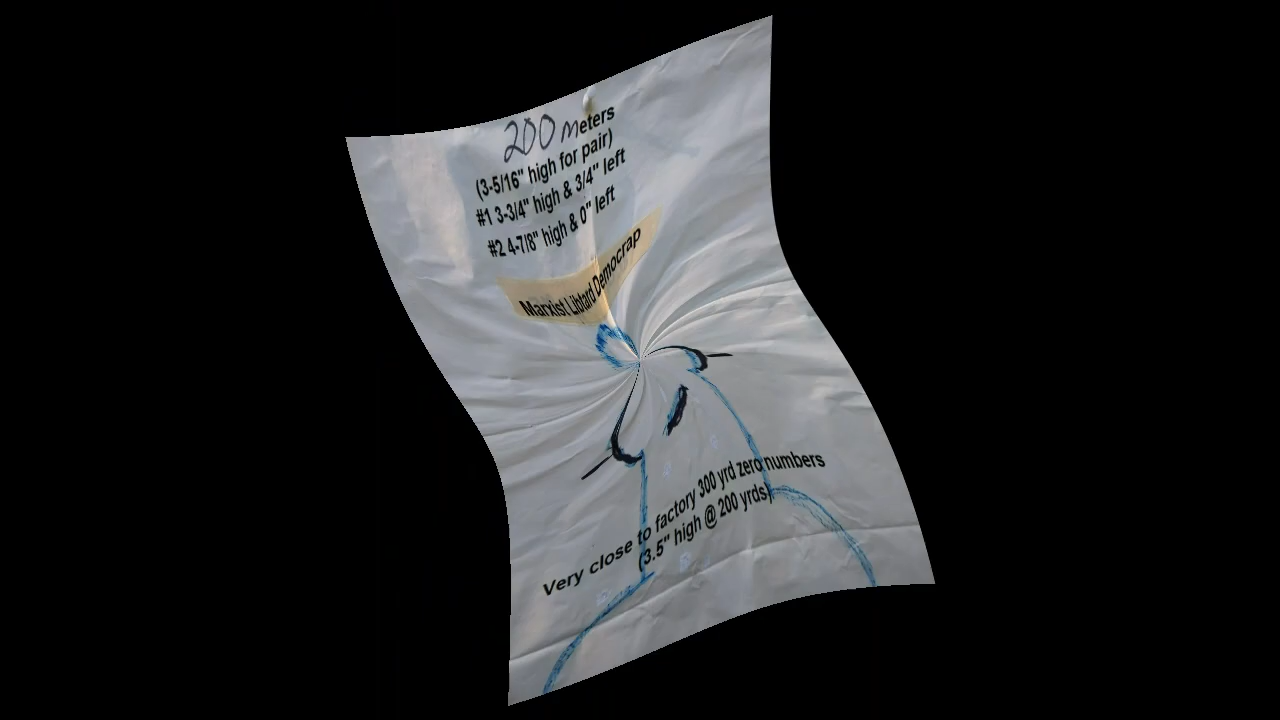 200 meters
(3-5/16" high for pair)
#1 3-3/4" high & 3/4" left
#2 4-7/8" high & 0" left
Marxist Libtard Democrap
Very close to factory 300 yrd zero numbers
(3.5" high @ 200 yrds)